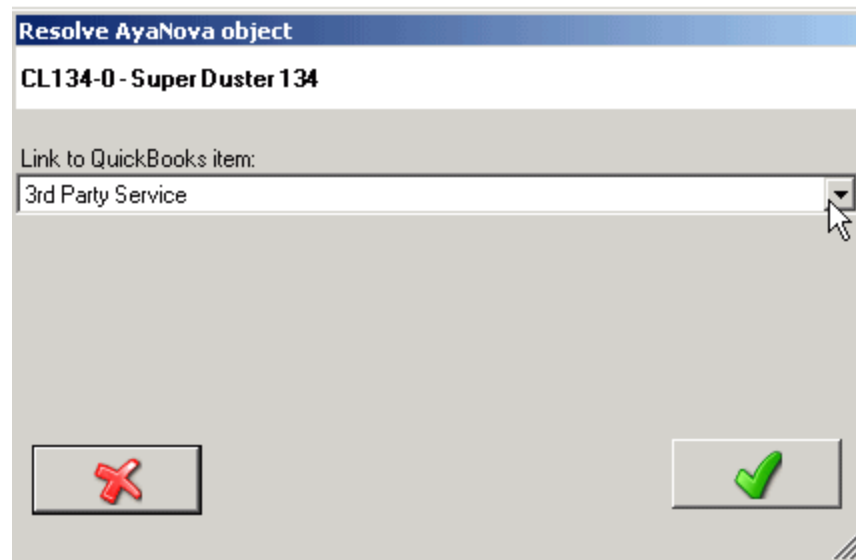 Resolve AyaNova object
CL134-0 - Super Duster 134
Link to QuickBooks item:
3rd Party Service